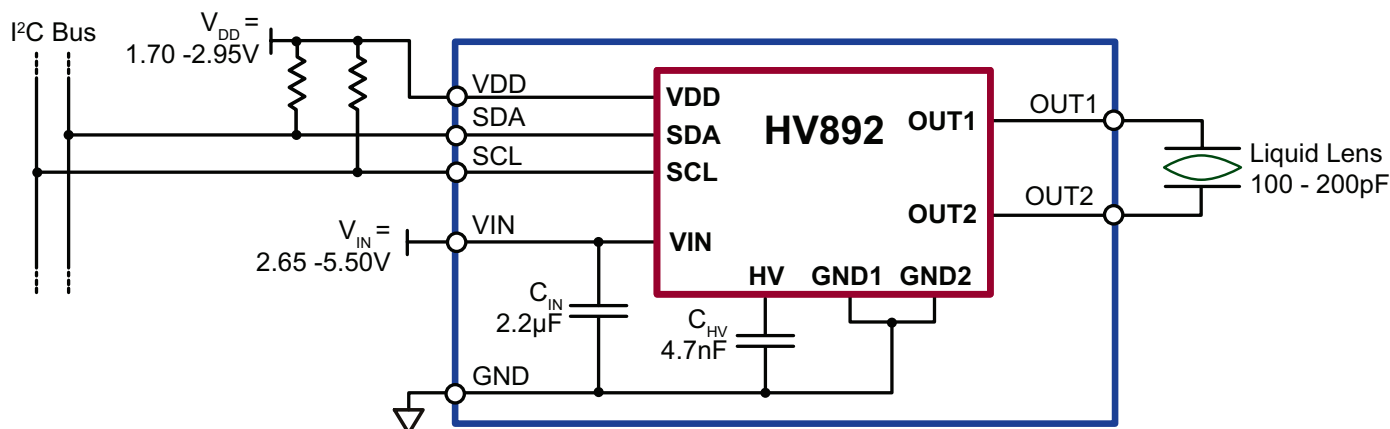 I²C Bus
V_DD =
1.70 -2.95V
VDD
SDA
SCL
V_IN =
2.65 -5.50V
VIN
C_IN
2.2µF
GND
VDD
SDA
SCL
VIN
HV892
OUT1
OUT2
HV
GND1
GND2
C_HV
4.7nF
OUT1
OUT2
Liquid Lens
100 - 200pF